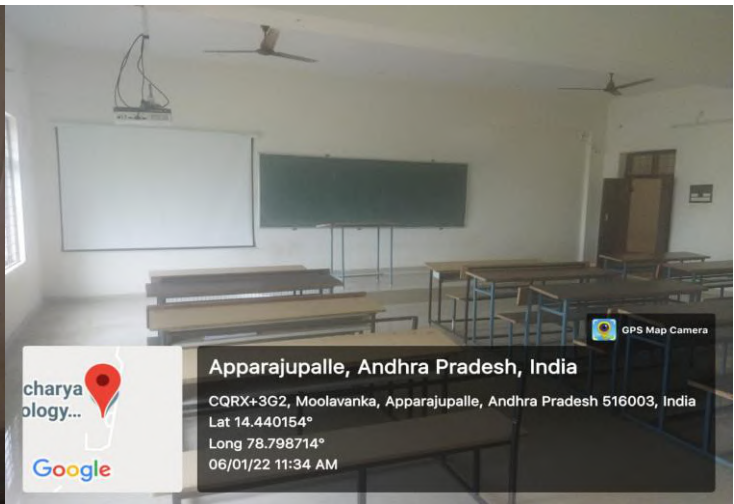 GPS Map Camera
Apparajupalle, Andhra Pradesh, India
CQRX+3G2, Moolavanka, Apparajupalle, Andhra Pradesh 516003, India
Lat 14.440154°
Long 78.798714°
06/01/22 11:34 AM
charya
ology...
Google